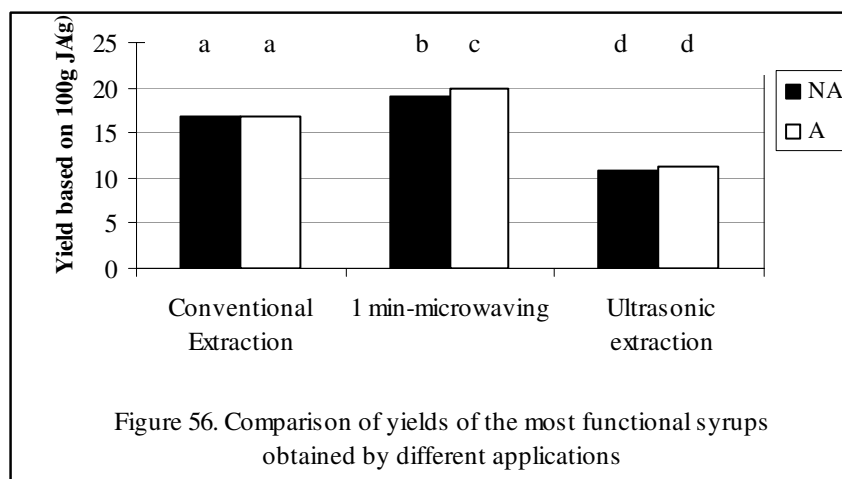 Yield based on 100g JA(g)
25
20
15
10
5
0
a a b c d d
NA
A
Conventional
Extraction
1 min-microwaving
Ultrasonic
extraction
Figure 56. Comparison of yields of the most functional syrups
obtained by different applications